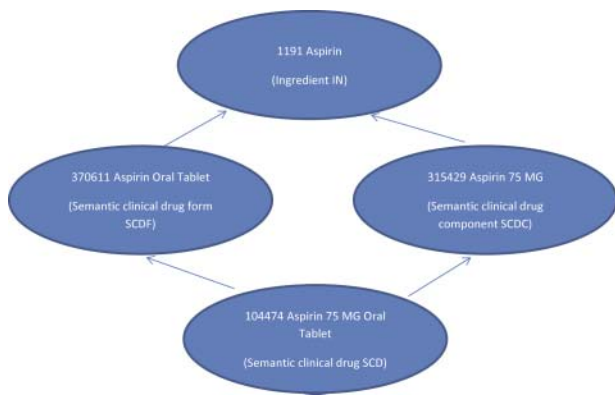 1191 Aspirin
(Ingredient IN)
370611 Aspirin Oral Tablet
(Semantic clinical drug form
SCDF)
315429 Aspirin 75 MG
(Semantic clinical drug
component SCDC)
104474 Aspirin 75 MG Oral
Tablet
(Semantic clinical drug SCD)